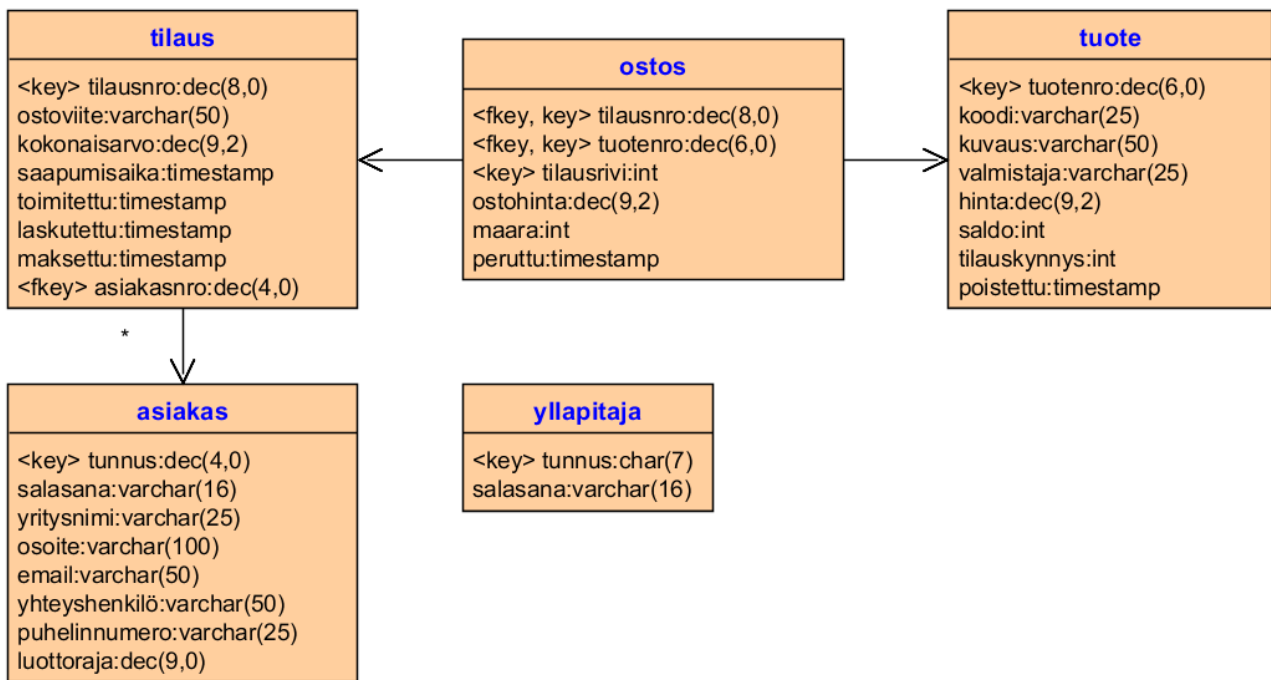 tilaus
<key> tilausnro:dec(8,0)
ostoviite:varchar(50)
kokonaisarvo:dec(9,2)
saapumisaika:timestamp
toimitettu:timestamp
laskutettu:timestamp
maksettu:timestamp
<fkey> asiakasnro:dec(4,0)
ostos
<fkey, key> tilausnro:dec(8,0)
<fkey, key> tuotenro:dec(6,0)
<key> tilausrivi:int
ostohinta:dec(9,2)
maara:int
peruttu:timestamp
tuote
<key> tuotenro:dec(6,0)
koodi:varchar(25)
kuvaus:varchar(50)
valmistaja:varchar(25)
hinta:dec(9,2)
saldo:int
tilauskynnys:int
poistettu:timestamp
*
asiakas
<key> tunnus:dec(4,0)
salasana:varchar(16)
yritysnimi:varchar(25)
osoite:varchar(100)
email:varchar(50)
yhteyshenkilö:varchar(50)
puhelinnumero:varchar(25)
luottoraja:dec(9,0)
yllapitaja
<key> tunnus:char(7)
salasana:varchar(16)